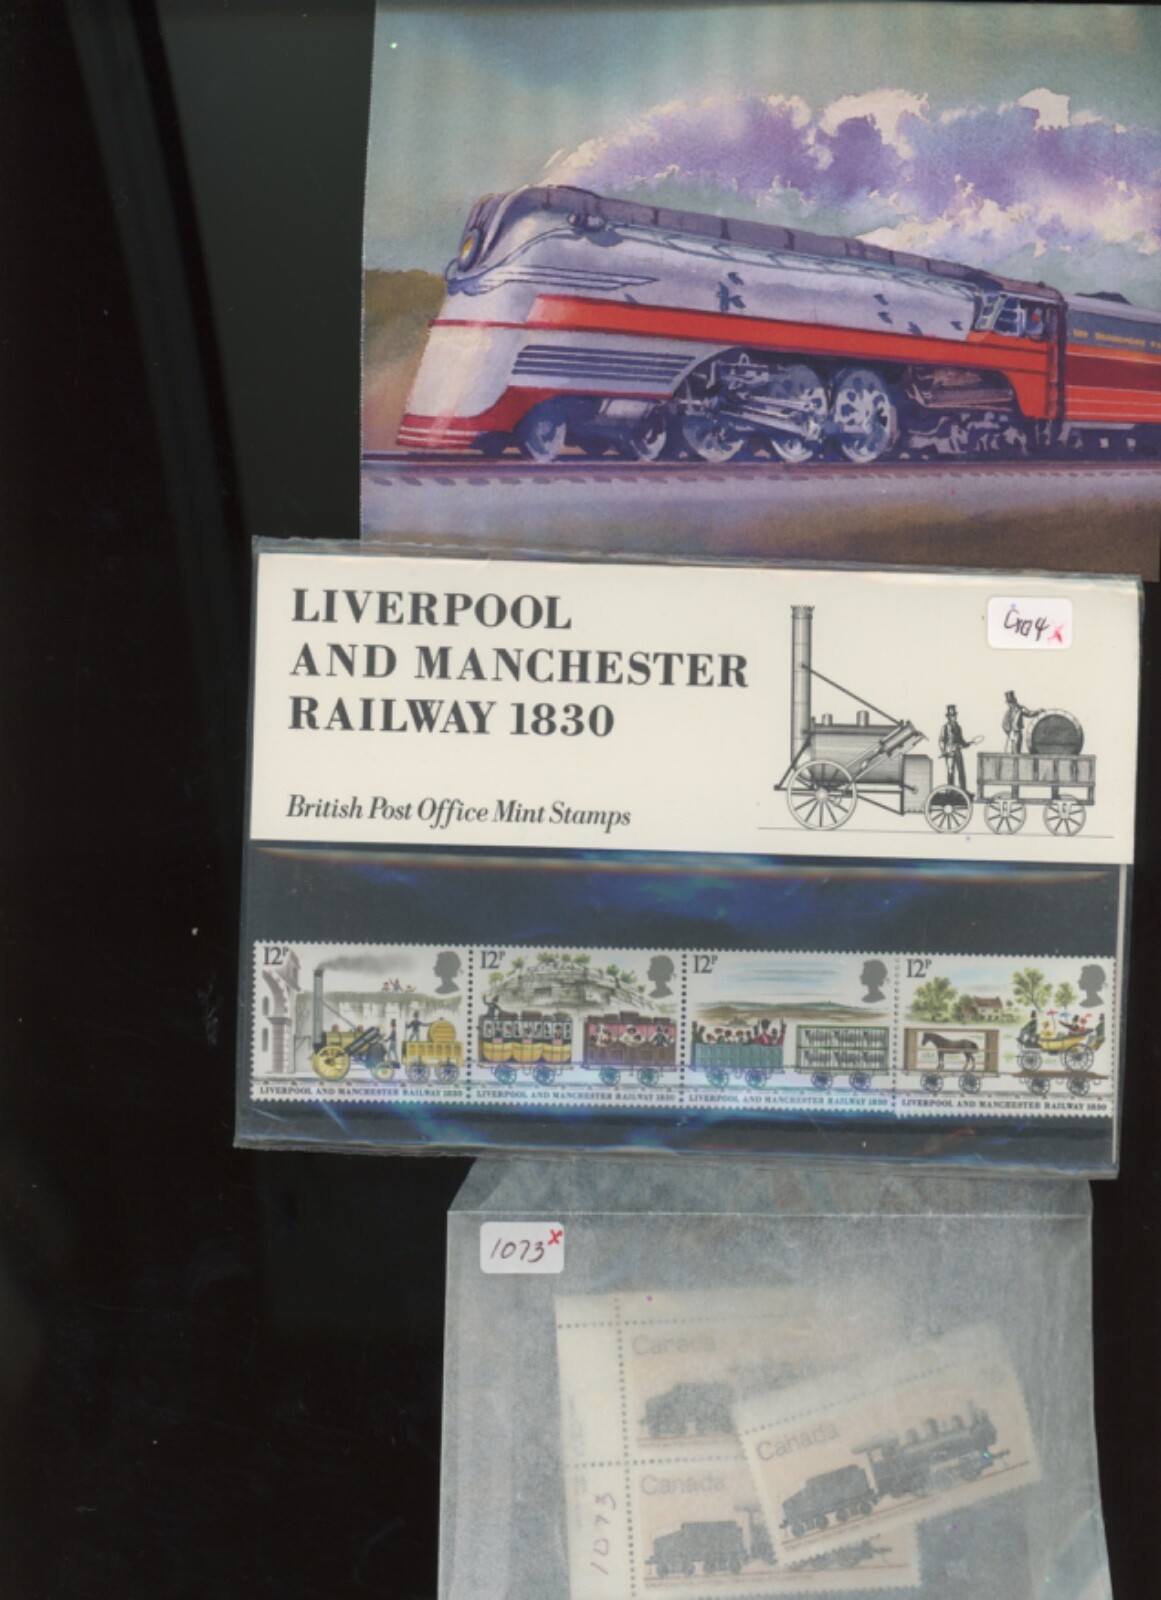 LIVERPOOL
AND MANCHESTER
RAILWAY 1830
British Post Office Mint Stamps
12P
12P
12P
12P
LIVERPOOL AND MANCHESTER RAILWAY 1830
LIVERPOOL AND MANCHESTER RAILWAY 1830
LIVERPOOL AND MANCHESTER RAILWAY 1830
LIVERPOOL AND MANCHESTER RAILWAY 1830
1073 x
Canada
Canada
Canada
1073